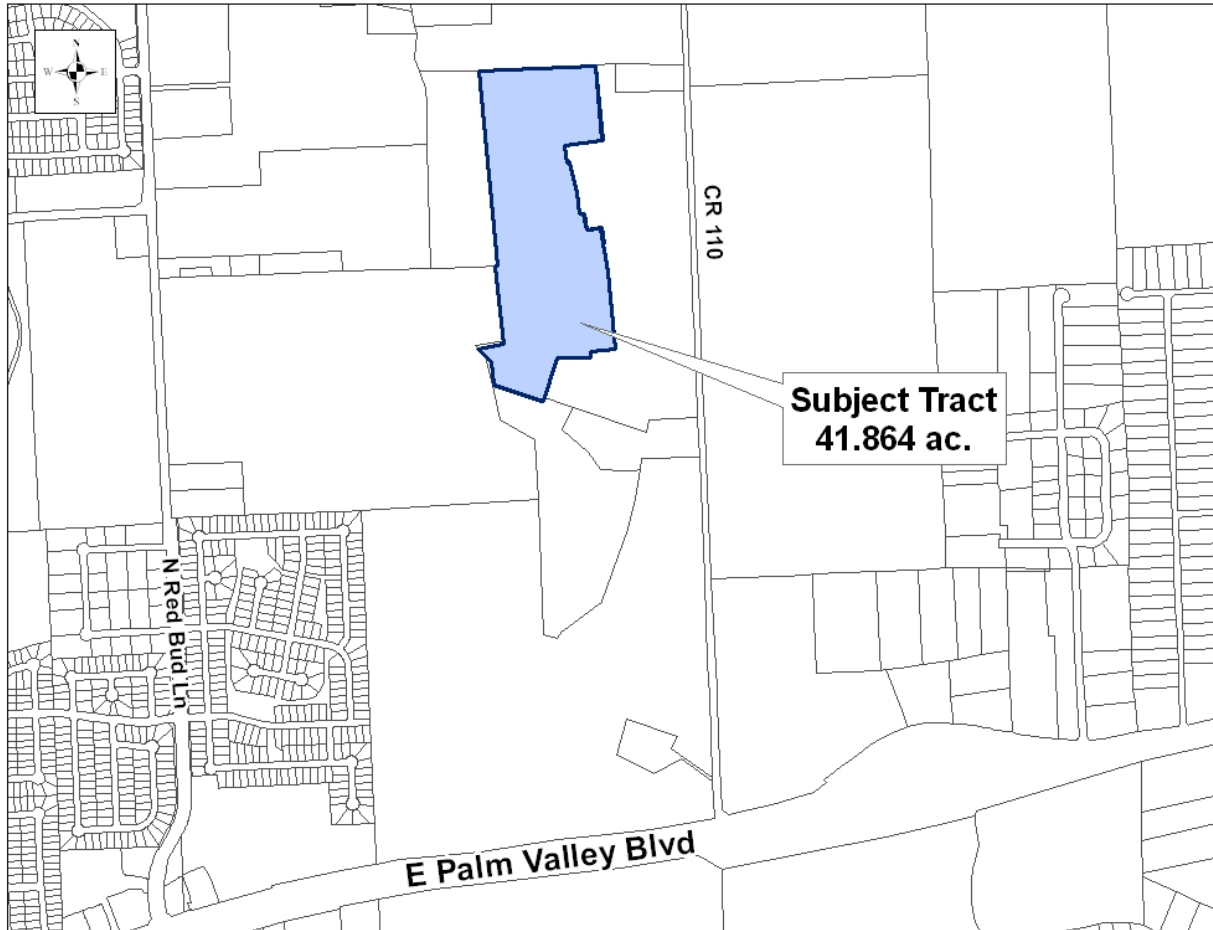 N
W E
S
CR 110
Subject Tract
41.864 ac.
N Red Bud Ln
E Palm Valley Blvd